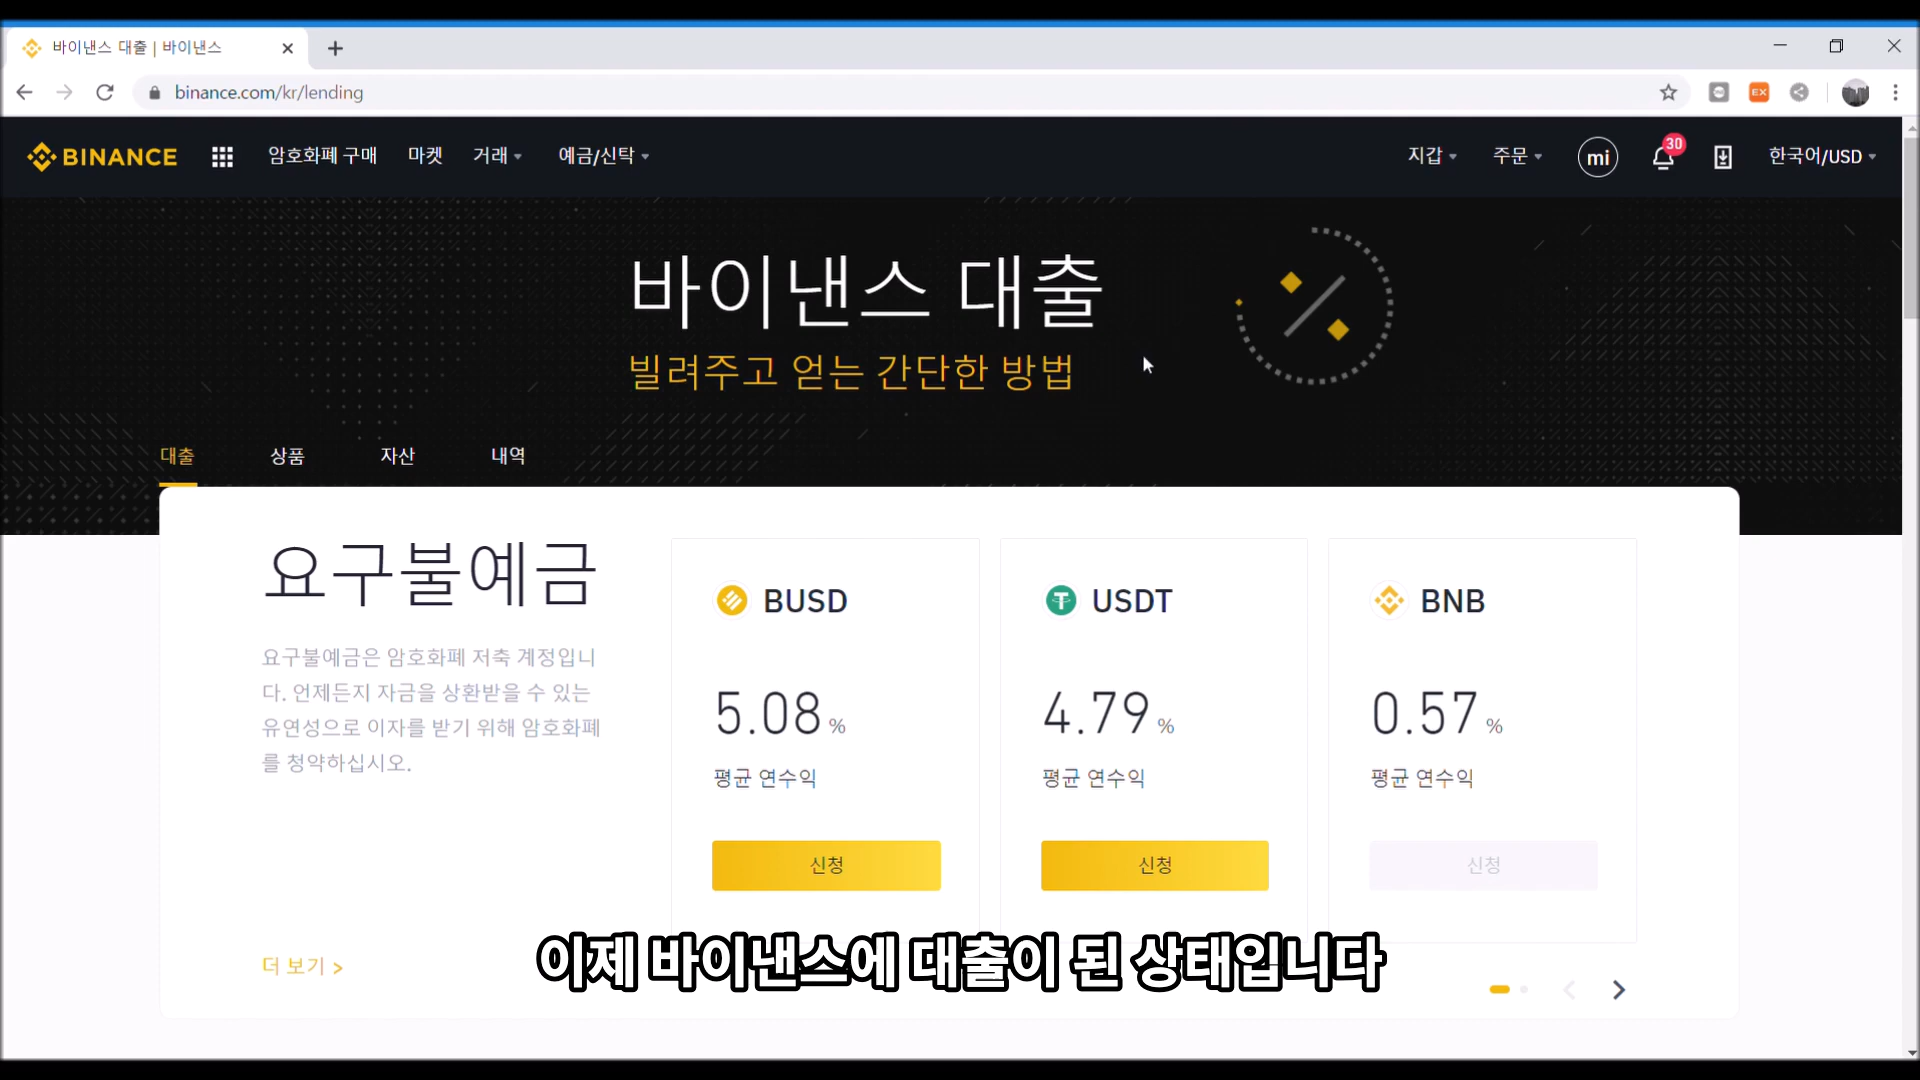 바이낸스 대출 | 바이낸스
binance.com/kr/lending
EX
BINANCE
암호화폐 구매
마켓
거래
예금/신탁
지갑
주문
mi
30
한국어/USD
바이낸스 대출
빌려주고 얻는 간단한 방법
대출
상품
자산
내역
요구불예금
요구불예금은 암호화폐 저축 계정입니
다. 언제든지 자금을 상환받을 수 있는
유연성으로 이자를 받기 위해 암호화폐
를 청약하십시오.
더 보기 >
BUSD
5.08 %
평균 연수익
신청
USDT
4.79 %
평균 연수익
신청
BNB
0.57 %
평균 연수익
신청
이제 바이낸스에 대출이 된 상태입니다